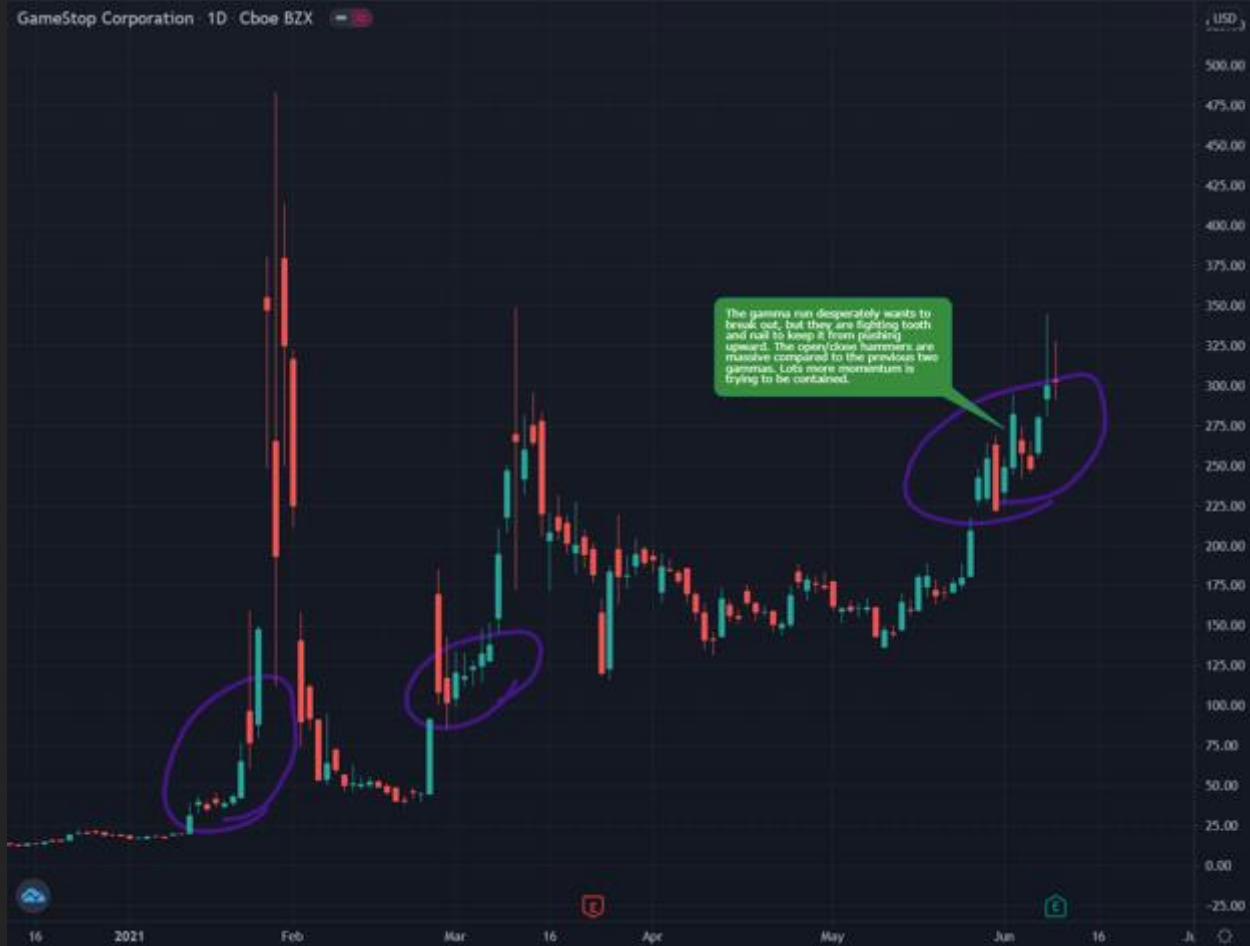 GameStop Corporation 1D Cboe BZX
USD
500.00
475.00
450.00
425.00
400.00
375.00
350.00
The gamma run desperately wants to
break out, but they are fighting tooth
and nail to keep it from pushing
upward. The open/close hammers are
massive compared to the previous two
gammas. Lots more momentum is
trying to be contained.
325.00
300.00
275.00
250.00
225.00
200.00
175.00
150.00
125.00
100.00
75.00
50.00
25.00
0.00
-25.00
E E
16 2021 Feb Mar 16 Apr May Jun 16